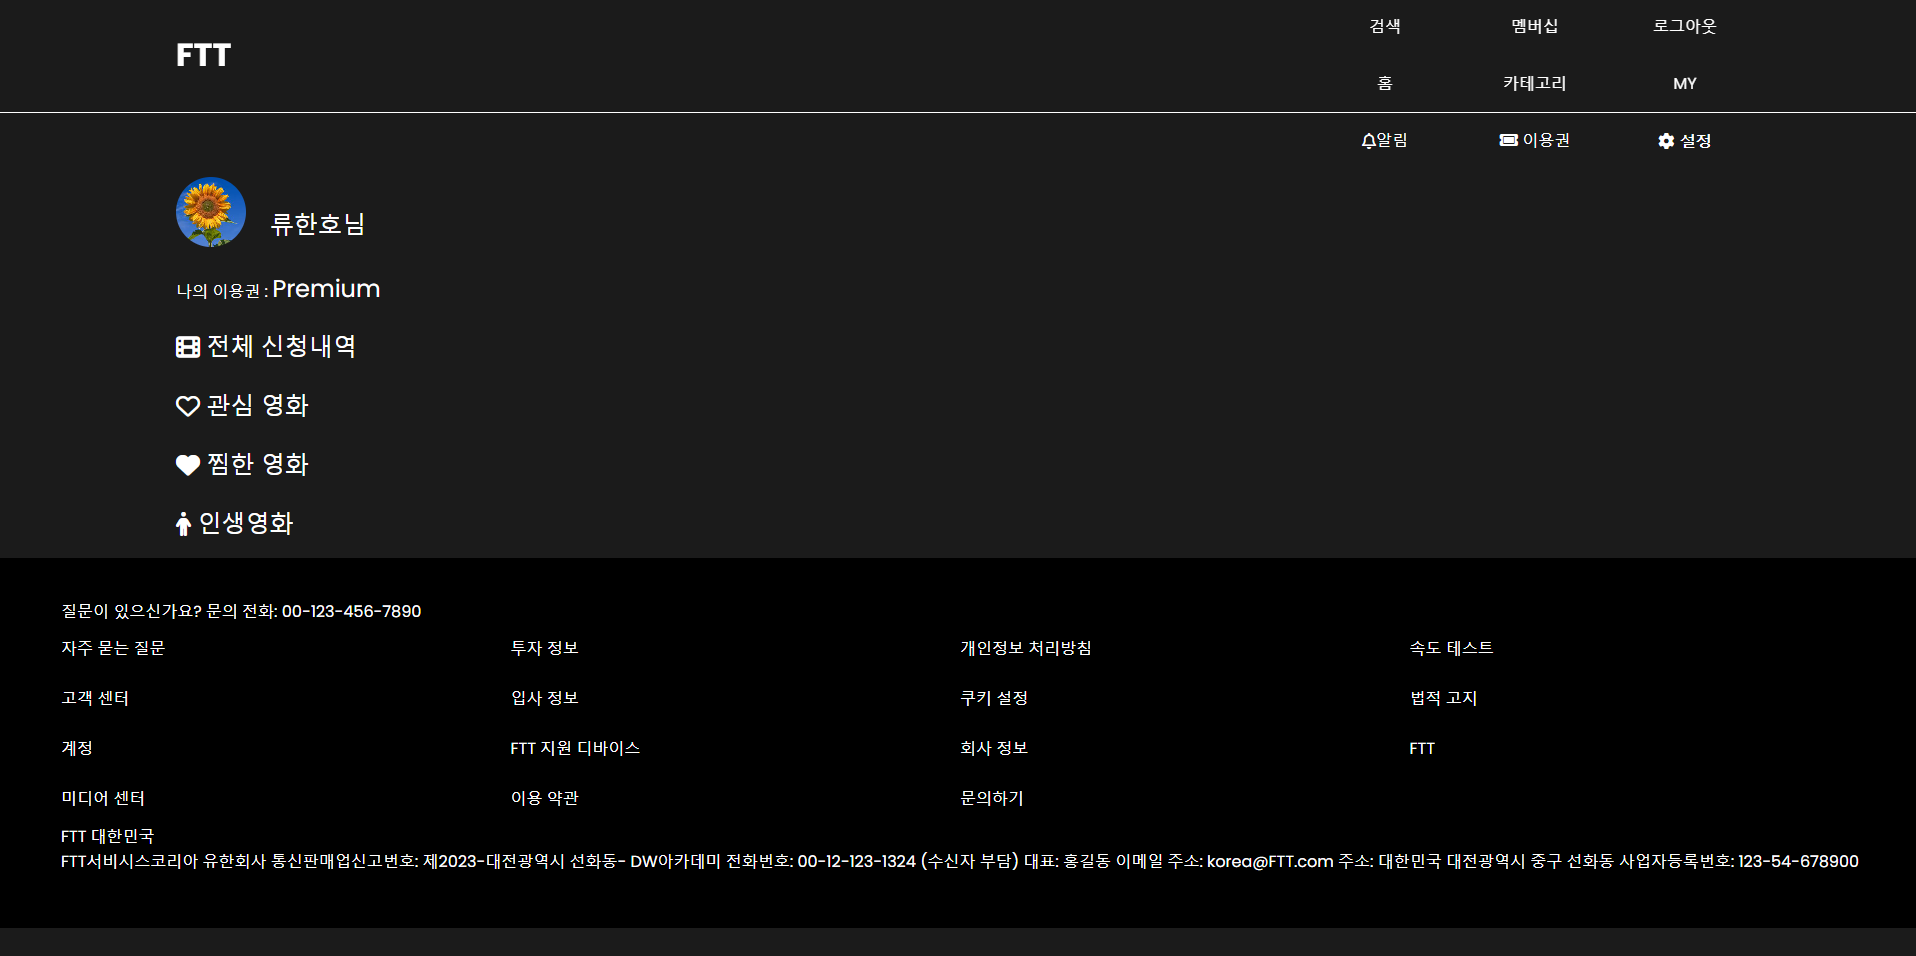 FTT
검색 멤버십 로그아웃
홈 카테고리 MY
알림 이용권 설정
류한호님
나의 이용권 : Premium
전체 신청내역
관심 영화
찜한 영화
인생영화
질문이 있으신가요? 문의 전화: 00-123-456-7890
자주 묻는 질문 투자 정보 개인정보 처리방침 속도 테스트
고객 센터 입사 정보 쿠키 설정 법적 고지
계정 FTT 지원 디바이스 회사 정보 FTT
미디어 센터 이용 약관 문의하기
FTT 대한민국
FTT서비시스코리아 유한회사 통신판매업신고번호: 제2023-대전광역시 선화동- DW아카데미 전화번호: 00-12-123-1324 (수신자 부담) 대표: 홍길동 이메일 주소: korea@FTT.com 주소: 대한민국 대전광역시 중구 선화동 사업자등록번호: 123-54-678900